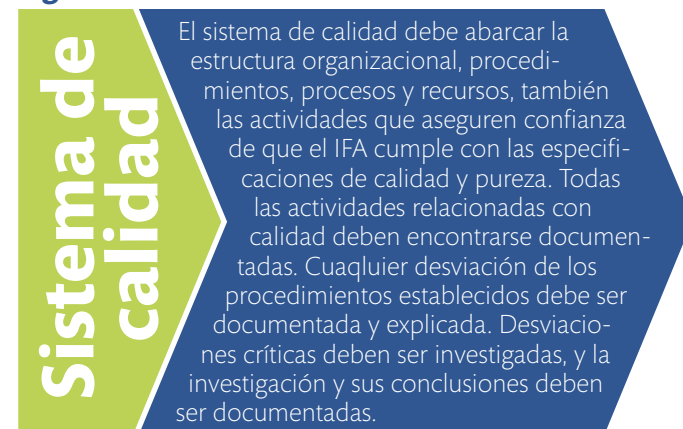 Sistema de
calidad
El sistema de calidad debe abarcar la
estructura organizacional, procedi-
mientos, procesos y recursos, también
las actividades que aseguren confianza
de que el IFA cumple con las especifi-
caciones de calidad y pureza. Todas
las actividades relacionadas con
calidad deben encontrarse documen-
tadas. Cuaqluier desviación de los
procedimientos establecidos debe ser
documentada y explicada. Desviacio-
nes críticas deben ser investigadas, y la
investigación y sus conclusiones deben
ser documentadas.